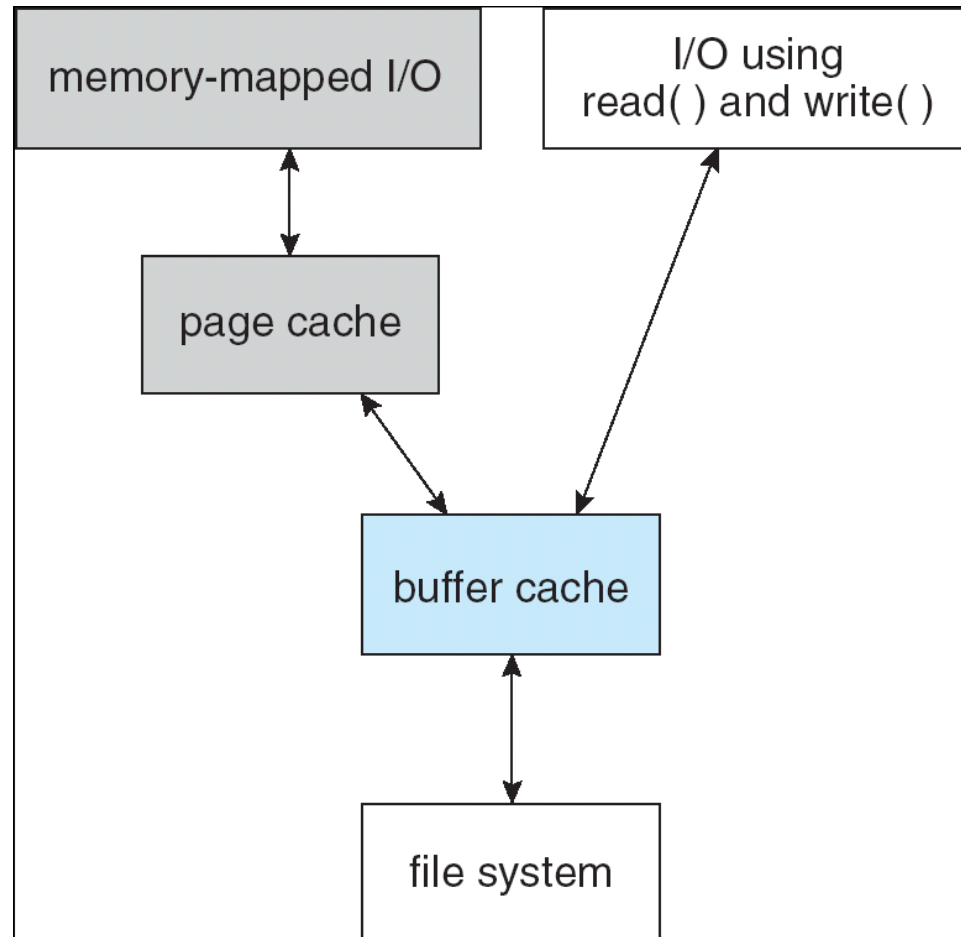 memory-mapped I/O
I/O using
read( ) and write( )
page cache
buffer cache
file system